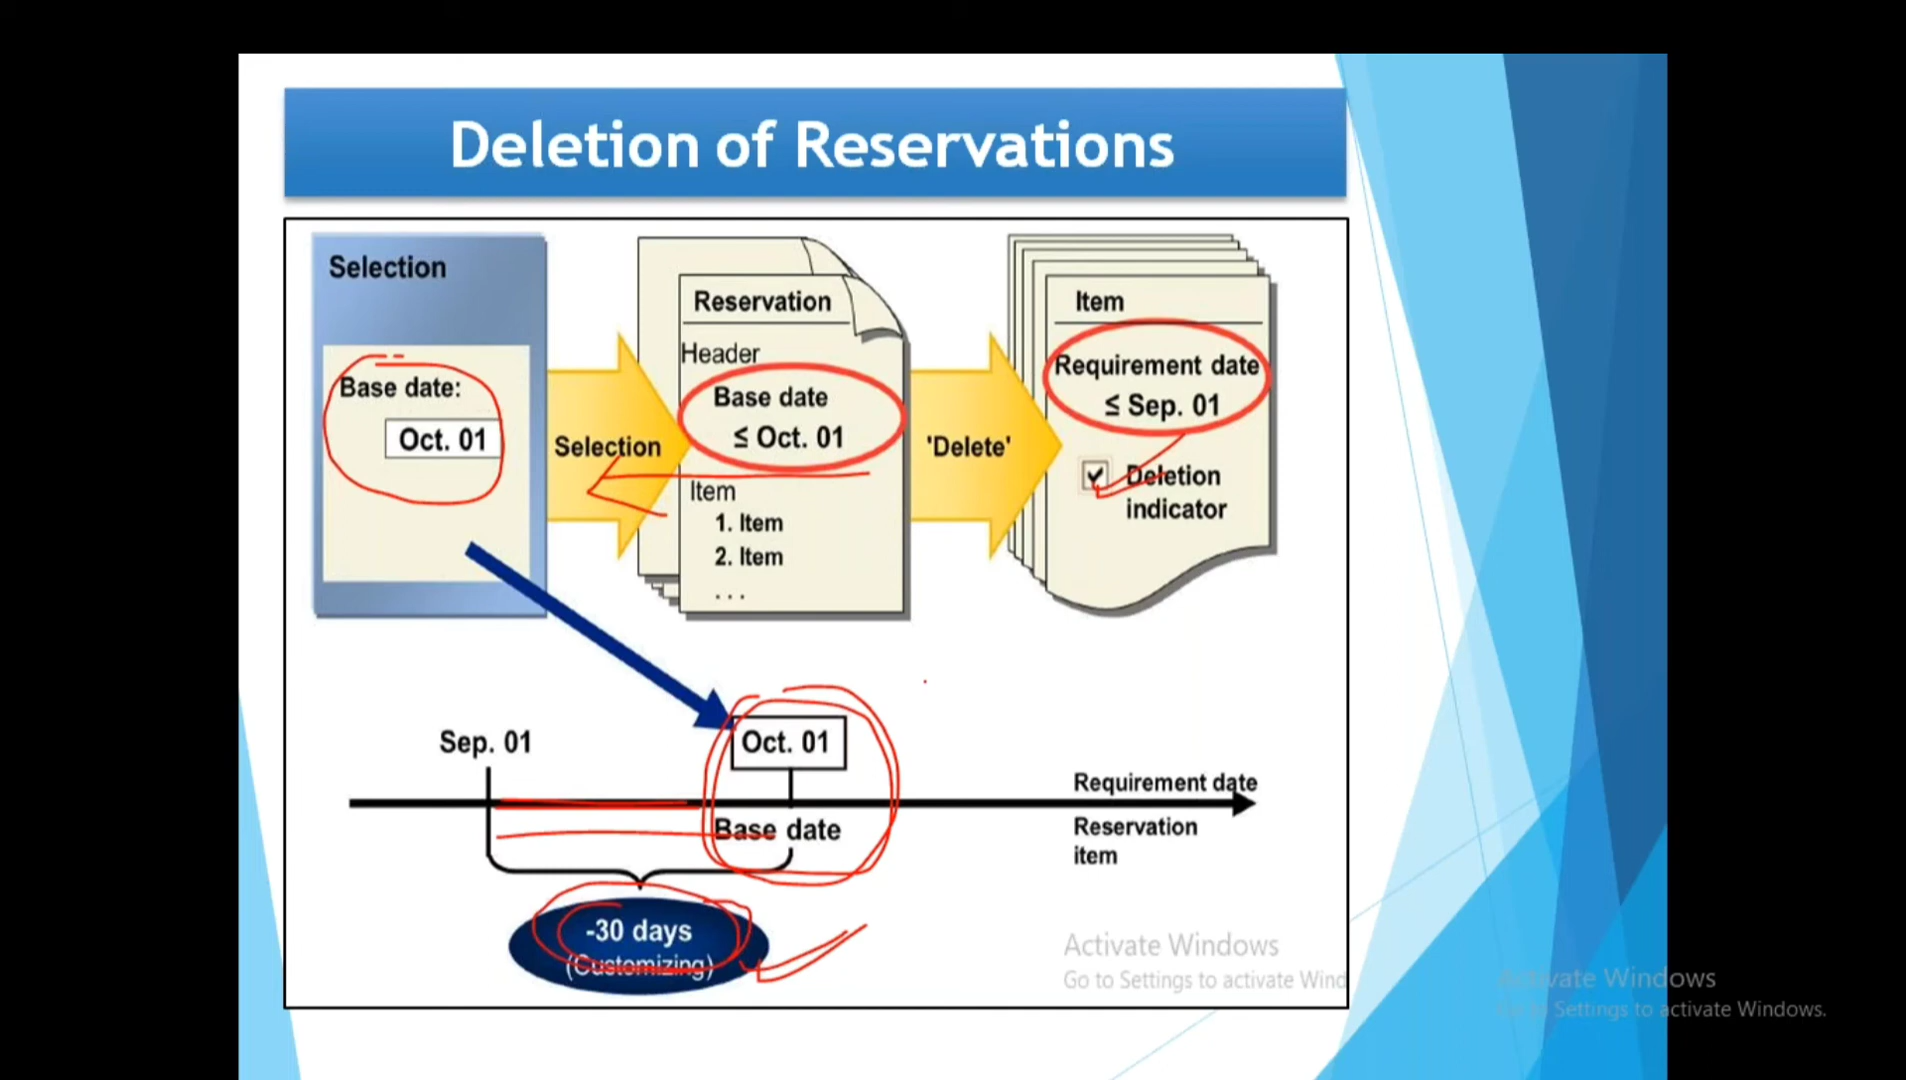 Deletion of Reservations
Selection
Base date:
Oct. 01
Selection
Reservation
Header
Base date
≤ Oct. 01
Item
1. Item
2. Item
. . .
'Delete'
Item
Requirement date
≤ Sep. 01
Deletion
indicator
Sep. 01
Oct. 01
Base date
Requirement date
Reservation
item
-30 days
(Customizing)
Activate Windows
Go to Settings to activate Wind
Activate Windows
Go to Settings to activate Windows.